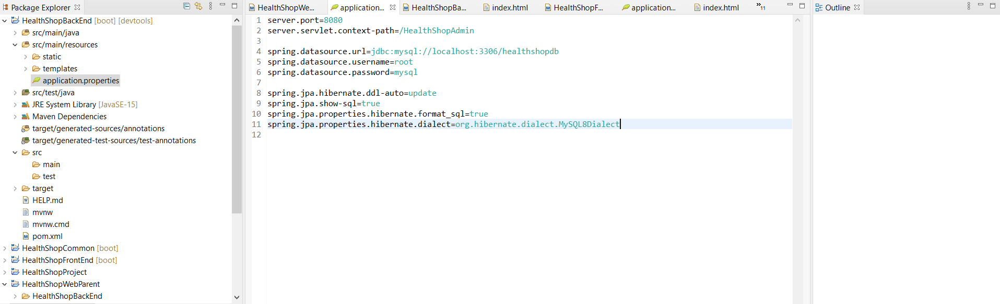 Package Explorer
HealthShopBackEnd [boot] [devtools]
src/main/java
src/main/resources
static
templates
application.properties
src/test/java
JRE System Library [JavaSE-15]
Maven Dependencies
target/generated-sources/annotations
target/generated-test-sources/test-annotations
src
main
test
target
HELP.md
mvnw
mvnw.cmd
pom.xml
HealthShopCommon [boot]
HealthShopFrontEnd [boot]
HealthShopProject
HealthShopWebParent
HealthShopBackEnd
HealthShopWe... application... HealthShopBa... index.html HealthShopF... application... index.html »11
1 server.port=8080
2 server.servlet.context-path=/HealthShopAdmin
3
4 spring.datasource.url=jdbc:mysql://localhost:3306/healthshopdb
5 spring.datasource.username=root
6 spring.datasource.password=mysql
7
8 spring.jpa.hibernate.ddl-auto=update
9 spring.jpa.show-sql=true
10 spring.jpa.properties.hibernate.format_sql=true
11 spring.jpa.properties.hibernate.dialect=org.hibernate.dialect.MySQL8Dialect
12
Outline